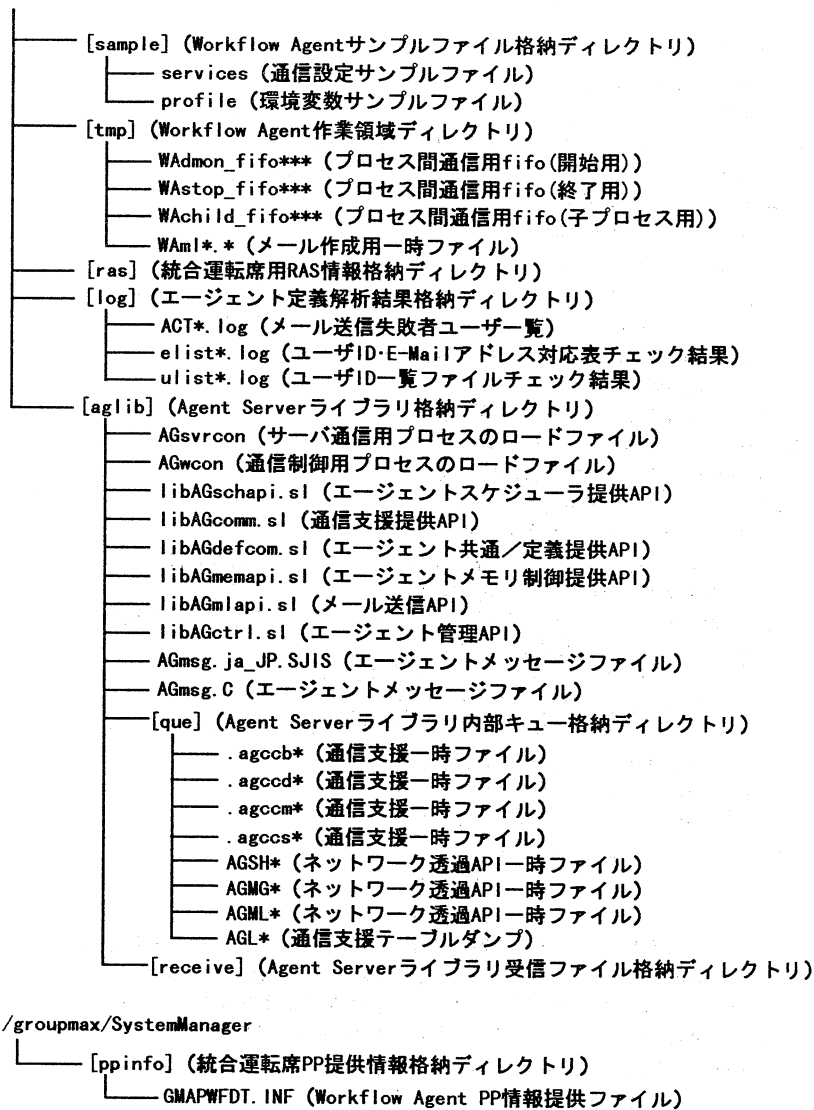 [sample] (Workflow Agentサンプルファイル格納ディレクトリ)
services (通信設定サンプルファイル)
profile (環境変数サンプルファイル)
[tmp] (Workflow Agent作業領域ディレクトリ)
WAdmon_fifo*** (プロセス間通信用fifo(開始用))
WAstop_fifo*** (プロセス間通信用fifo(終了用))
WAchild_fifo*** (プロセス間通信用fifo(子プロセス用))
WAml*.* (メール作成用一時ファイル)
[ras] (統合運転席用RAS情報格納ディレクトリ)
[log] (エージェント定義解析結果格納ディレクトリ)
ACT*.log (メール送信失敗者ユーザ一覧)
elist*.log (ユーザID・E-Mailアドレス対応表チェック結果)
ulist*.log (ユーザID一覧ファイルチェック結果)
[aglib] (Agent Serverライブラリ格納ディレクトリ)
AGsvrcon (サーバ通信用プロセスのロードファイル)
AGwcon (通信制御用プロセスのロードファイル)
libAGschapi.sl (エージェントスケジューラ提供API)
libAGcomm.sl (通信支援提供API)
libAGdefcom.sl (エージェント共通／定義提供API)
libAGmemapi.sl (エージェントメモリ制御提供API)
libAGmlapi.sl (メール送信API)
libAGctrl.sl (エージェント管理API)
AGmsg.ja_JP.SJIS (エージェントメッセージファイル)
AGmsg.C (エージェントメッセージファイル)
[que] (Agent Serverライブラリ内部キュー格納ディレクトリ)
.agccb* (通信支援一時ファイル)
.agccd* (通信支援一時ファイル)
.agccm* (通信支援一時ファイル)
.agccs* (通信支援一時ファイル)
AGSH* (ネットワーク透過API一時ファイル)
AGMG* (ネットワーク透過API一時ファイル)
AGML* (ネットワーク透過API一時ファイル)
AGL* (通信支援テーブルダンプ)
[receive] (Agent Serverライブラリ受信ファイル格納ディレクトリ)
/groupmax/SystemManager
[ppinfo] (統合運転席PP提供情報格納ディレクトリ)
GMAPWFDT.INF (Workflow Agent PP情報提供ファイル)